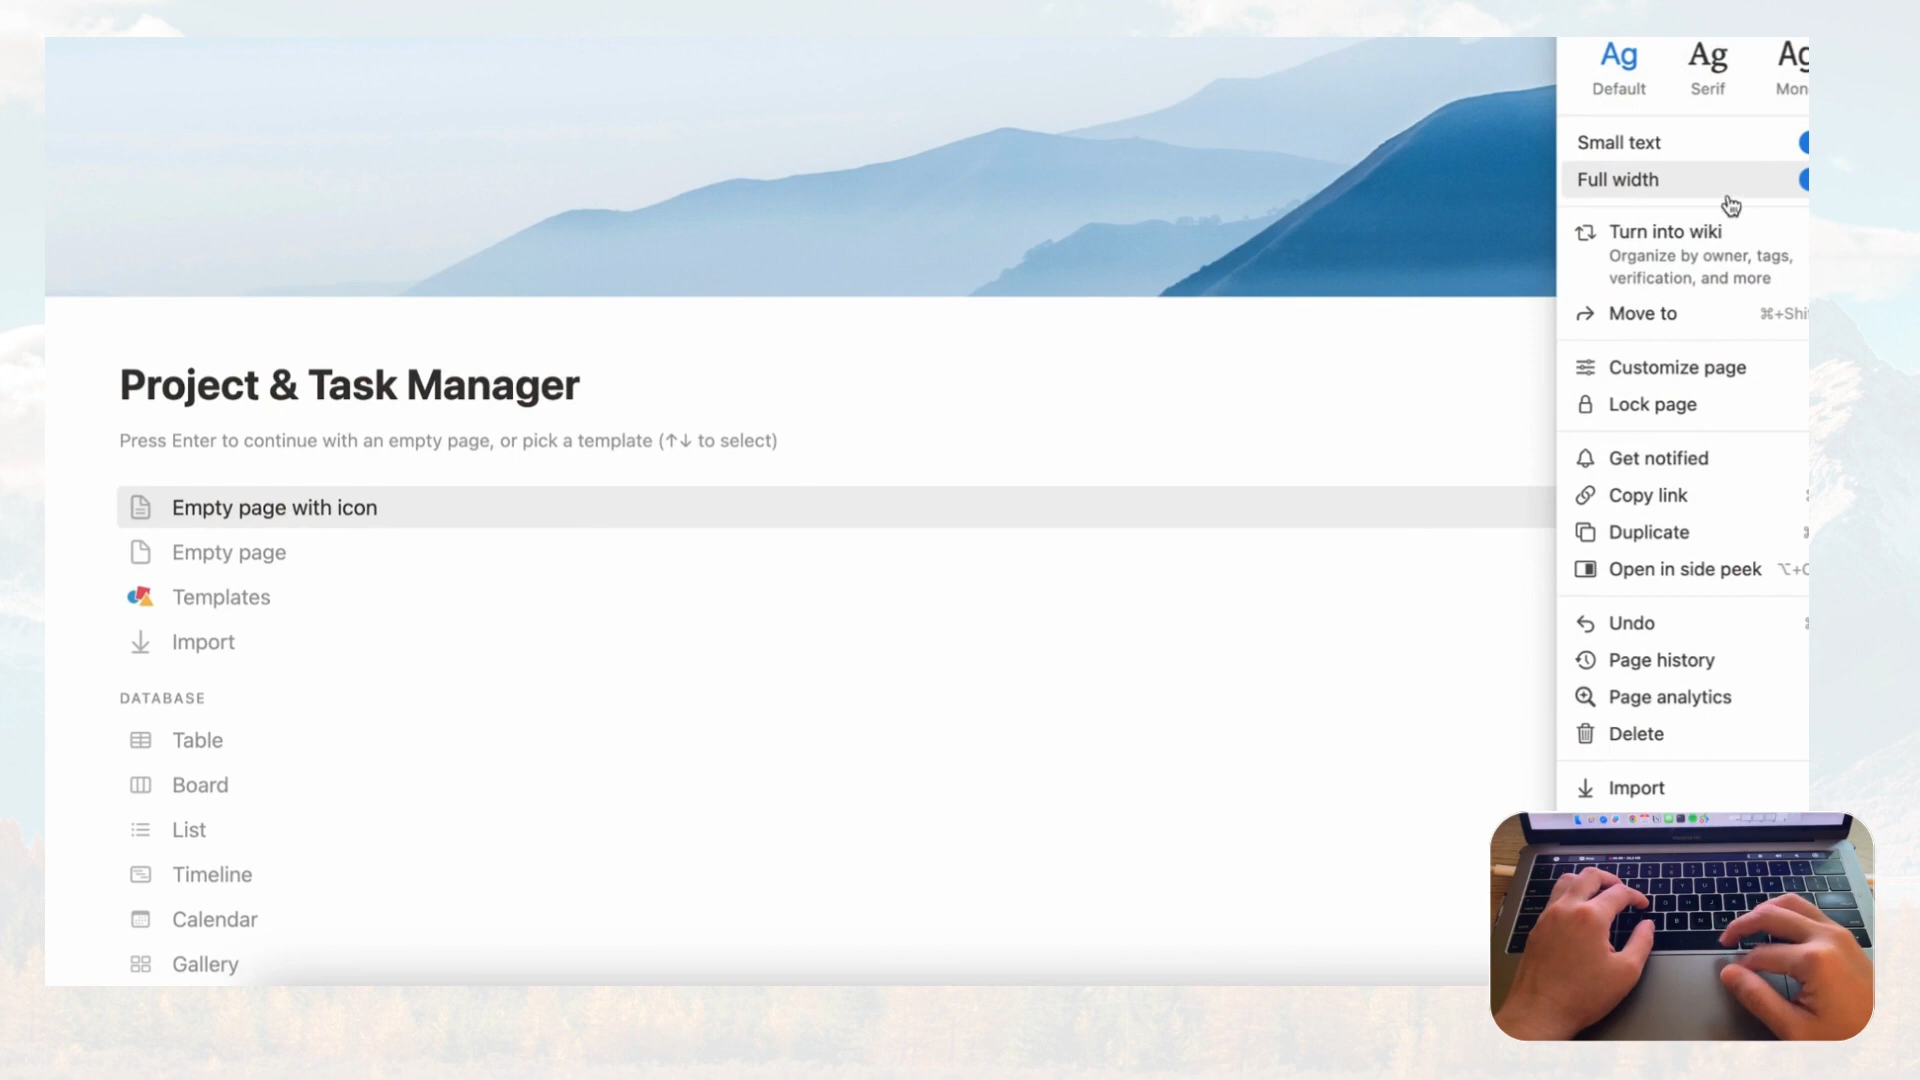 Ag Ag Ag
Default Serif Mon
Small text
Full width
Turn into wiki
Organize by owner, tags,
verification, and more
Move to ⌘+Shi
Customize page
Lock page
Get notified
Copy link
Duplicate
Open in side peek ⌥+C
Undo
Page history
Page analytics
Delete
Import
Project & Task Manager
Press Enter to continue with an empty page, or pick a template (↑↓ to select)
Empty page with icon
Empty page
Templates
Import
DATABASE
Table
Board
List
Timeline
Calendar
Gallery